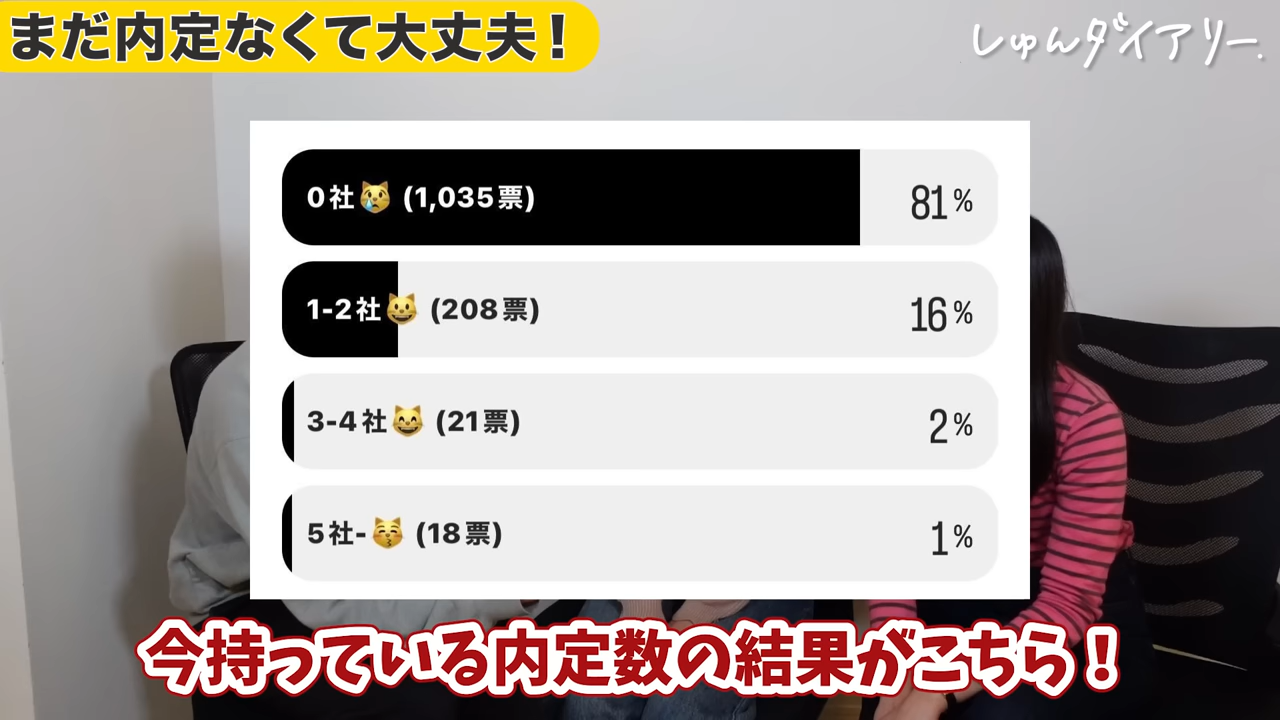 まだ内定なくて大丈夫！
しゅんダイアリー.
0社😿 (1,035票) 81%
1-2社😺 (208票) 16%
3-4社😸 (21票) 2%
5社-😽 (18票) 1%
今持っている内定数の結果がこちら！